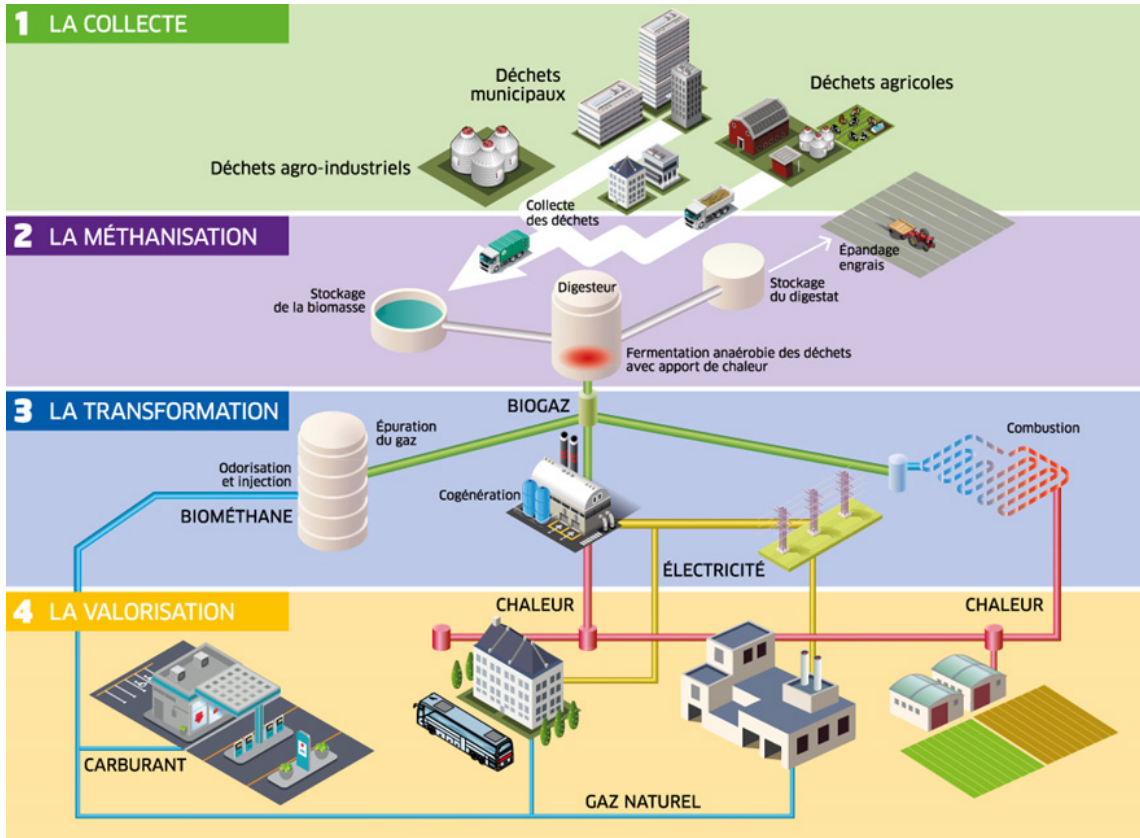 1 LA COLLECTE
Déchets
municipaux
Déchets agricoles
Déchets agro-industriels
Collecte
des déchets
2 LA MÉTHANISATION
Épandage
engrais
Digesteur
Stockage
du digestat
Stockage
de la biomasse
Fermentation anaérobie des déchets
avec apport de chaleur
3 LA TRANSFORMATION
BIOGAZ
Épuration
du gaz
Combustion
Odorisation
et injection
Cogénération
BIOMÉTHANE
ÉLECTRICITÉ
4 LA VALORISATION
CHALEUR
CHALEUR
CARBURANT
GAZ NATUREL